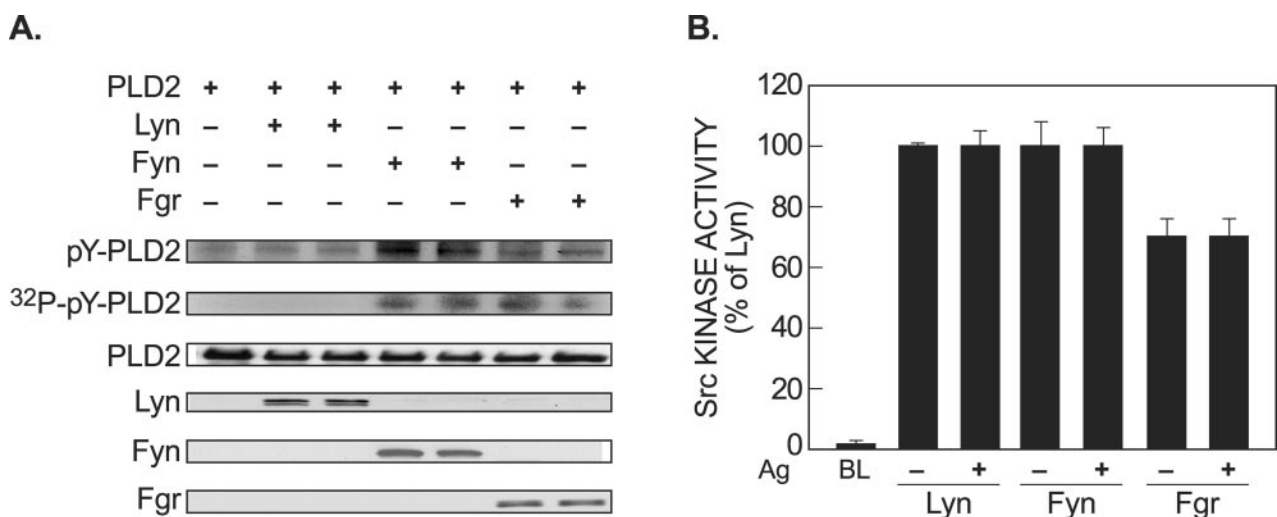 A.
PLD2 + + + + + + +
Lyn – + + – – – –
Fyn – – – + + – –
Fgr – – – – – + +
pY-PLD2
³²P-pY-PLD2
PLD2
Lyn
Fyn
Fgr
B.
Src KINASE ACTIVITY
(% of Lyn)
120
100
80
60
40
20
0
Ag BL – + – + – +
Lyn Fyn Fgr